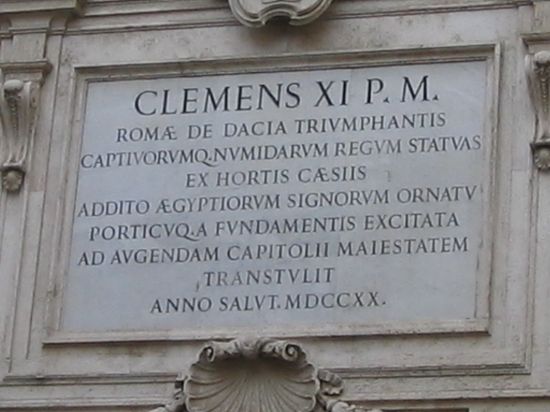 CLEMENS XI P. M.
ROMÆ DE DACIA TRIVMPHANTIS
CAPTIVORVMQ.NVMIDARVM REGVM STATVAS
EX HORTIS CÆSIIS
ADDITO ÆGYPTIORVM SIGNORVM ORNATV
PORTICVQ.A FVNDAMENTIS EXCITATA
AD AVGENDAM CAPITOLII MAIESTATEM
TRANSTVLIT
ANNO SALVT.MDCCXX.